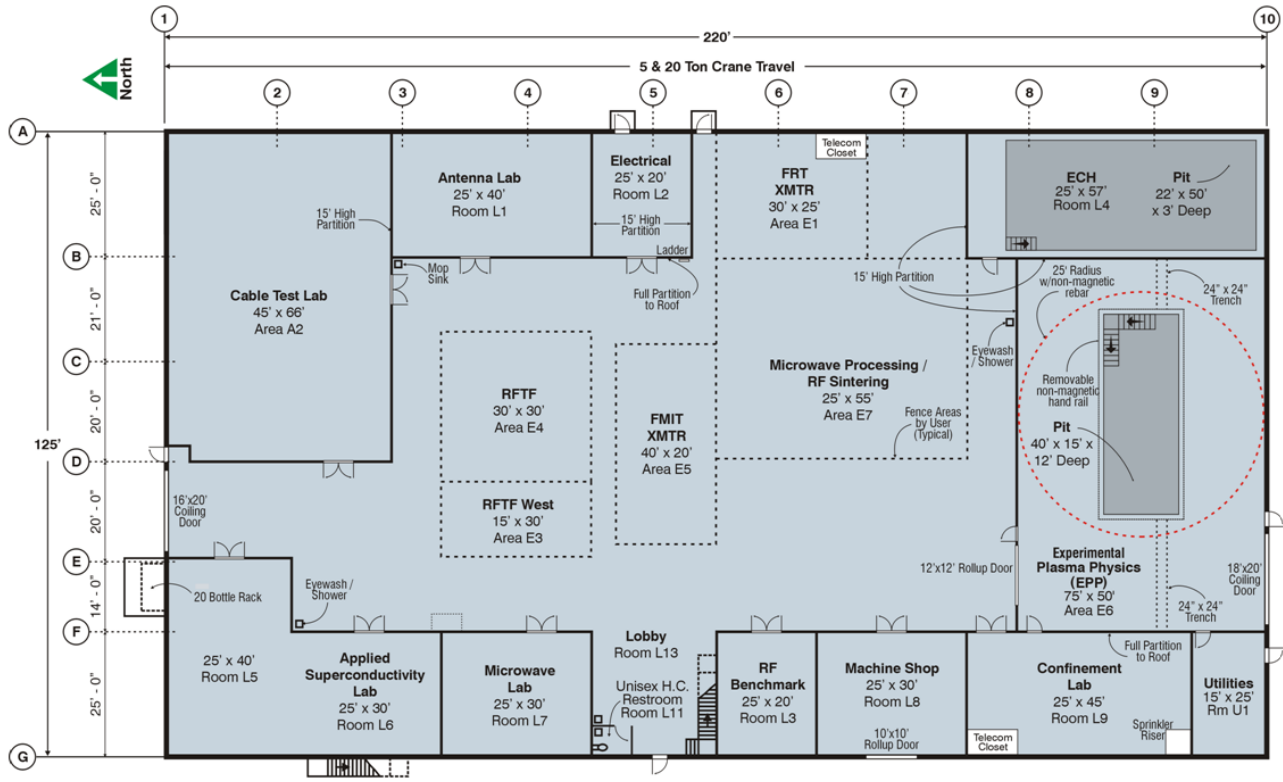 1
10
220'
5 & 20 Ton Crane Travel
North
2
3
4
5
6
7
8
9
A
B
C
D
E
F
G
125'
25' - 0"
21' - 0"
20' - 0"
20' - 0"
14' - 0"
25' - 0"
Cable Test Lab
45' x 66'
Area A2
15' High
Partition
Antenna Lab
25' x 40'
Room L1
Mop
Sink
Electrical
25' x 20'
Room L2
15' High
Partition
Ladder
Full Partition
to Roof
FRT
XMTR
30' x 25'
Area E1
Telecom
Closet
15' High Partition
ECH
25' x 57'
Room L4
Pit
22' x 50'
x 3' Deep
25' Radius
w/non-magnetic
rebar
24" x 24"
Trench
Eyewash
/ Shower
Removable
non-magnetic
hand rail
Pit
40' x 15' x
12' Deep
RFTF
30' x 30'
Area E4
RFTF West
15' x 30'
Area E3
FMIT
XMTR
40' x 20'
Area E5
Microwave Processing /
RF Sintering
25' x 55'
Area E7
Fence Areas
by User
(Typical)
16'x20'
Coiling
Door
20 Bottle Rack
Eyewash /
Shower
12'x12' Rollup Door
Experimental
Plasma Physics
(EPP)
75' x 50'
Area E6
24" x 24"
Trench
18'x20'
Coiling
Door
Full Partition
to Roof
25' x 40'
Room L5
Applied
Superconductivity
Lab
25' x 30'
Room L6
Microwave
Lab
25' x 30'
Room L7
Lobby
Room L13
Unisex H.C.
Restroom
Room L11
RF
Benchmark
25' x 20'
Room L3
Machine Shop
25' x 30'
Room L8
10'x10'
Rollup Door
Confinement
Lab
25' x 45'
Room L9
Telecom
Closet
Sprinkler
Riser
Utilities
15' x 25'
Rm U1